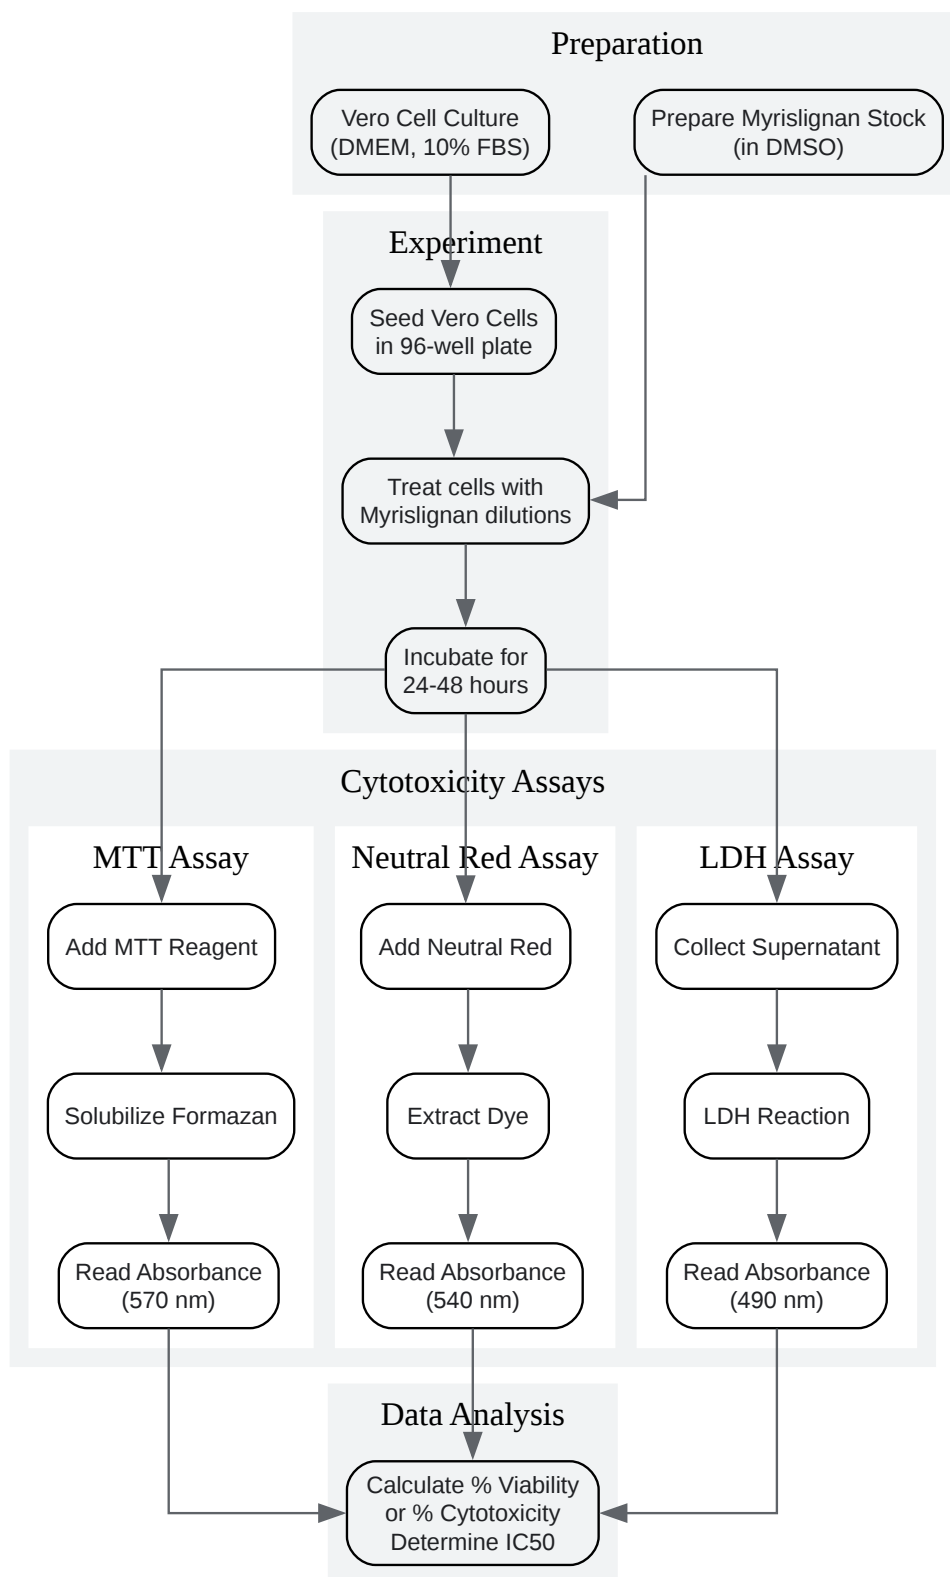 Preparation
Vero Cell Culture
(DMEM, 10% FBS)
Prepare Myrislignan Stock
(in DMSO)
Experiment
Seed Vero Cells
in 96-well plate
Treat cells with
Myrislignan dilutions
Incubate for
24-48 hours
Cytotoxicity Assays
MTT Assay
Neutral Red Assay
LDH Assay
Add MTT Reagent
Add Neutral Red
Collect Supernatant
Solubilize Formazan
Extract Dye
LDH Reaction
Read Absorbance
(570 nm)
Read Absorbance
(540 nm)
Read Absorbance
(490 nm)
Data Analysis
Calculate % Viability
or % Cytotoxicity
Determine IC50